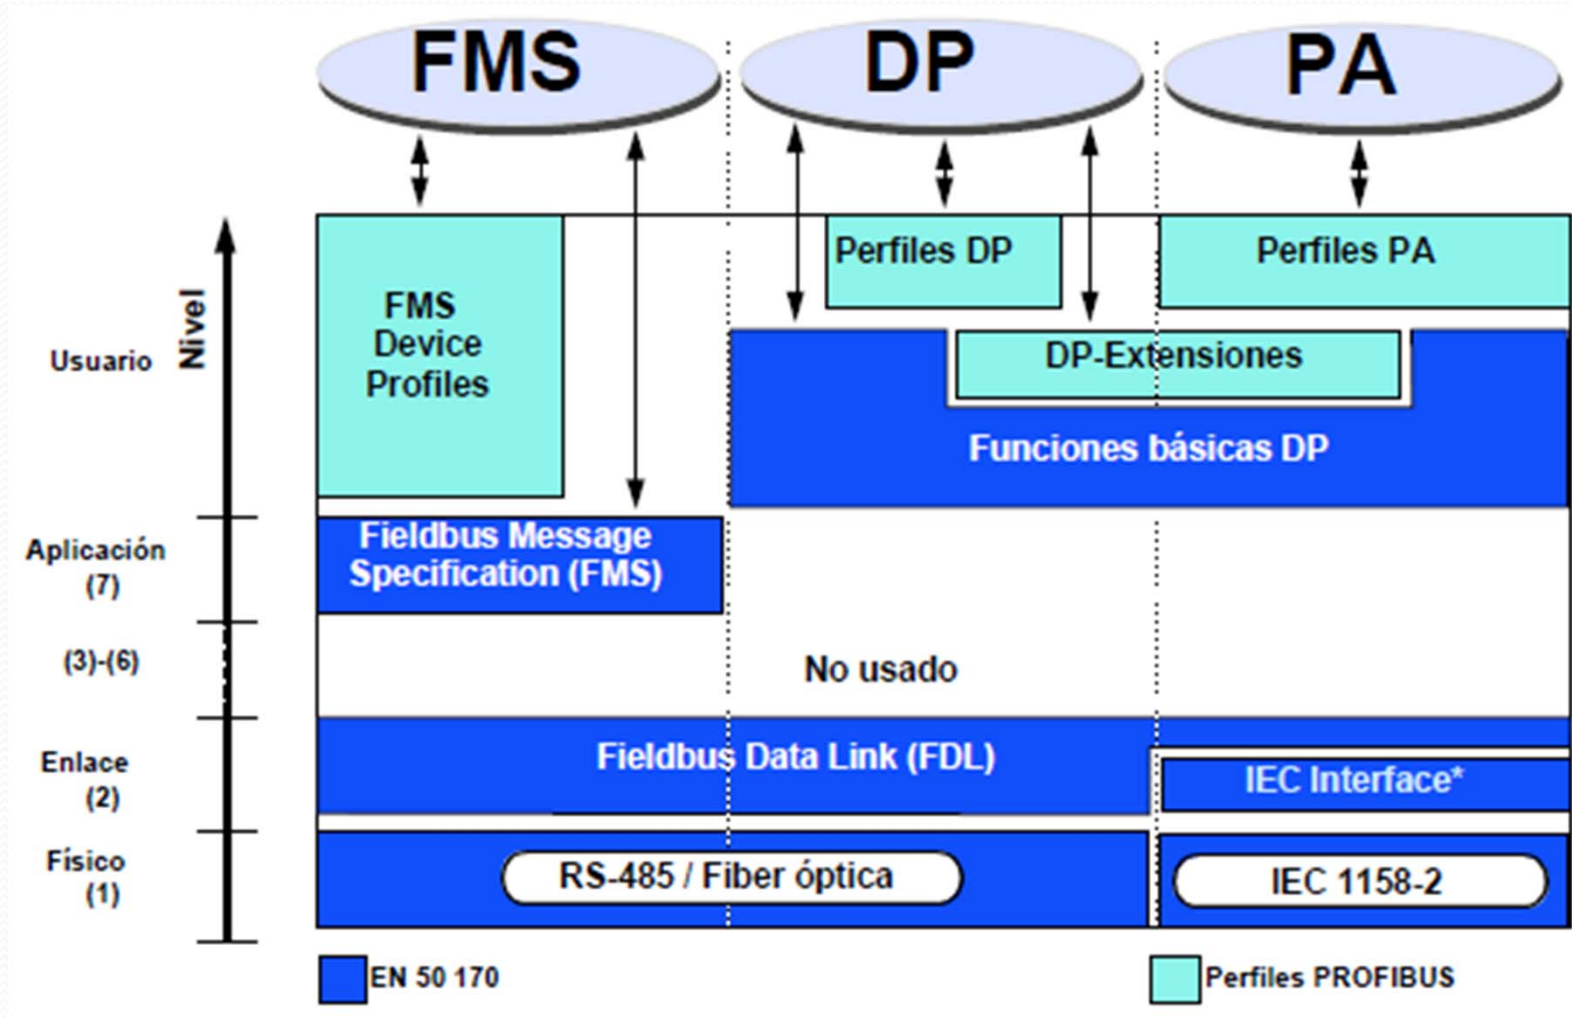 FMS
DP
PA
Nivel
Usuario
FMS
Device
Profiles
Perfiles DP
Perfiles PA
DP-Extensiones
Funciones básicas DP
Aplicación
(7)
Fieldbus Message
Specification (FMS)
(3)-(6)
No usado
Enlace
(2)
Fieldbus Data Link (FDL)
IEC Interface*
Físico
(1)
RS-485 / Fiber óptica
IEC 1158-2
EN 50 170
Perfiles PROFIBUS